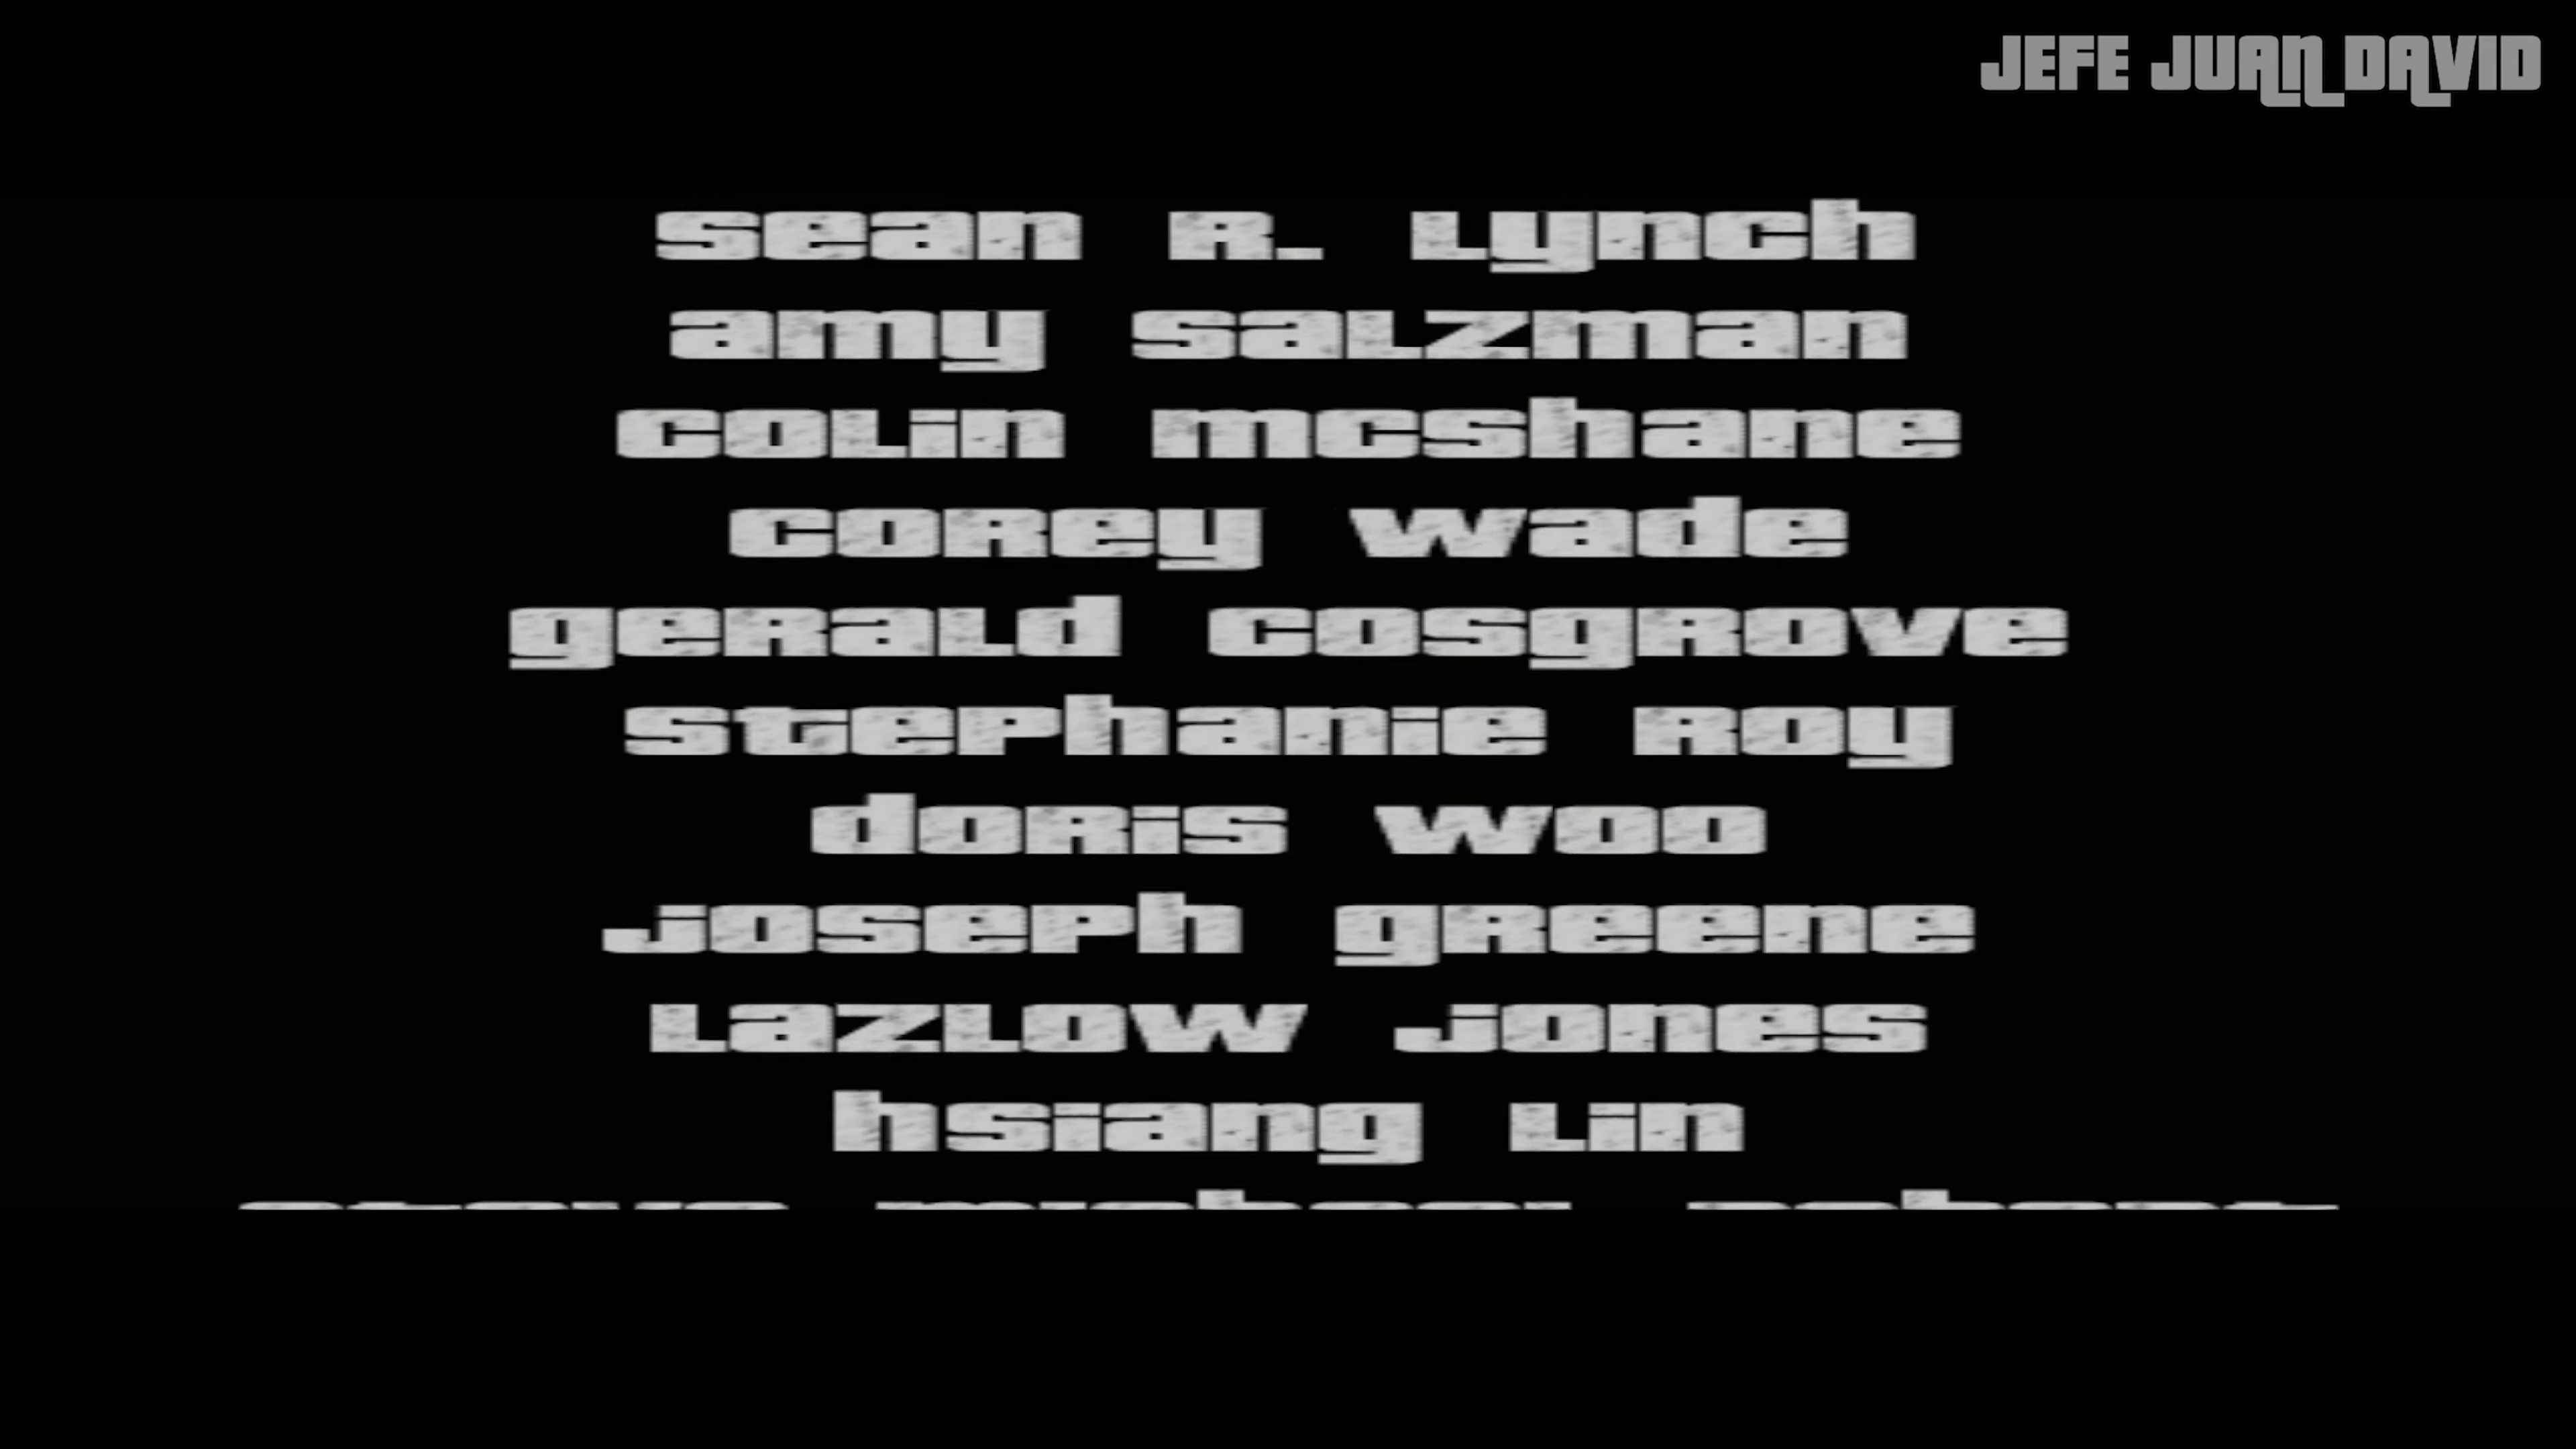 JEFE JUAN DAVID
sean R. Lynch
amy salzman
colin mcshane
corey wade
gerald cosgrove
stephanie Roy
doris woo
Joseph greene
Lazlow Jones
hsiang Lin